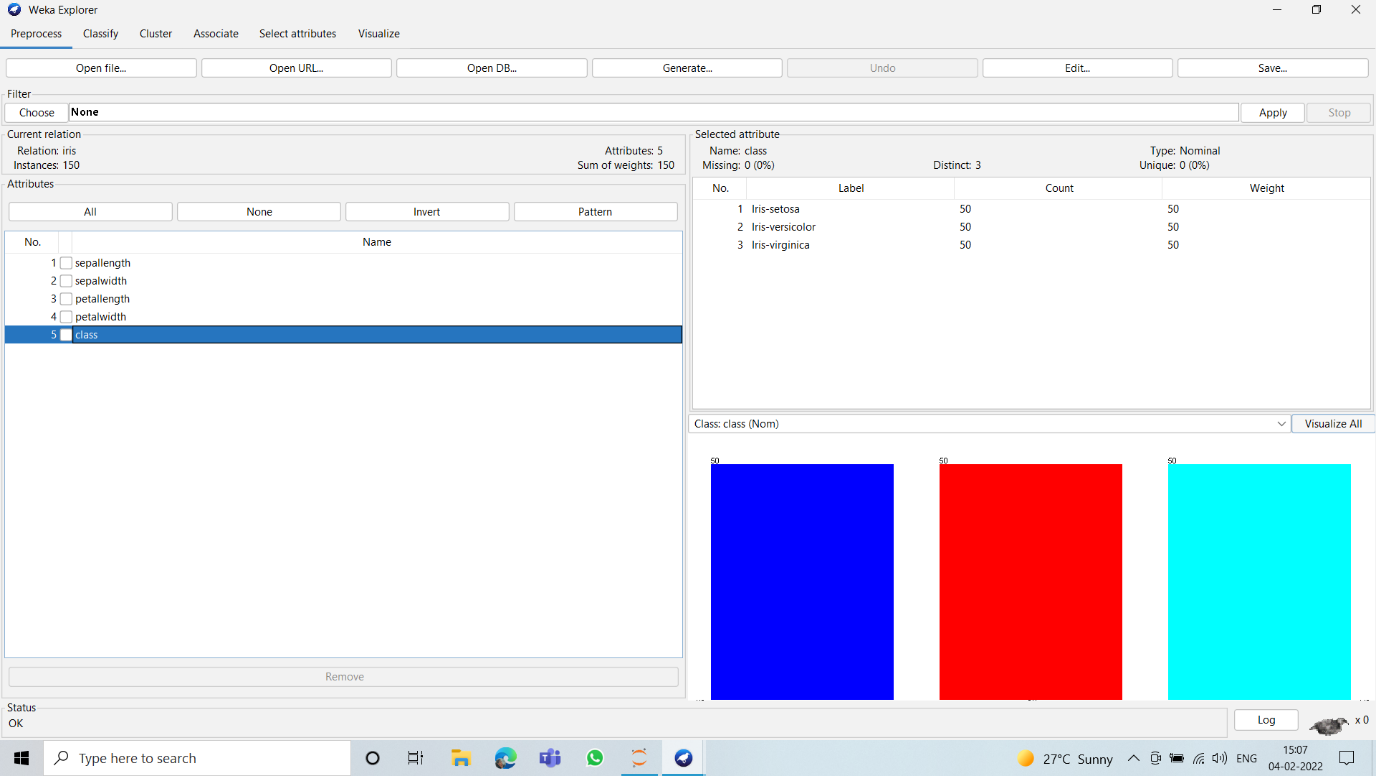 Weka Explorer
Preprocess Classify Cluster Associate Select attributes Visualize
Open file... Open URL... Open DB... Generate... Undo Edit... Save...
Filter
Choose None Apply Stop
Current relation
Relation: iris Attributes: 5
Instances: 150 Sum of weights: 150
Attributes
All None Invert Pattern
No. Name
1 sepallength
2 sepalwidth
3 petallength
4 petalwidth
5 class
Remove
Selected attribute
Name: class Type: Nominal
Missing: 0 (0%) Distinct: 3 Unique: 0 (0%)
No. Label Count Weight
1 Iris-setosa 50 50
2 Iris-versicolor 50 50
3 Iris-virginica 50 50
Class: class (Nom) Visualize All
50 50 50
Status
OK
Log x 0
Type here to search
27°C Sunny ENG
15:07
04-02-2022